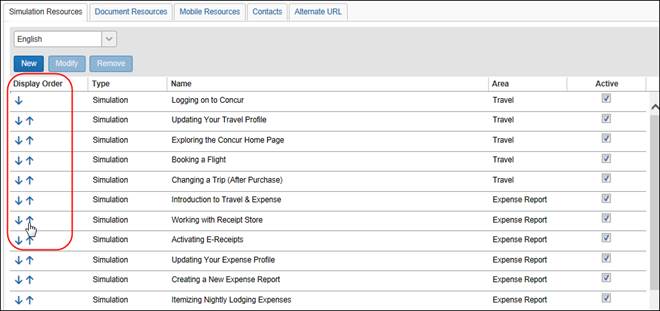 Simulation Resources Document Resources Mobile Resources Contacts Alternate URL
English
New Modify Remove
Display Order Type Name Area Active
Simulation Logging on to Concur Travel
Simulation Updating Your Travel Profile Travel
Simulation Exploring the Concur Home Page Travel
Simulation Booking a Flight Travel
Simulation Changing a Trip (After Purchase) Travel
Simulation Introduction to Travel & Expense Expense Report
Simulation Working with Receipt Store Expense Report
Simulation Activating E-Receipts Expense Report
Simulation Updating Your Expense Profile Expense Report
Simulation Creating a New Expense Report Expense Report
Simulation Itemizing Nightly Lodging Expenses Expense Report